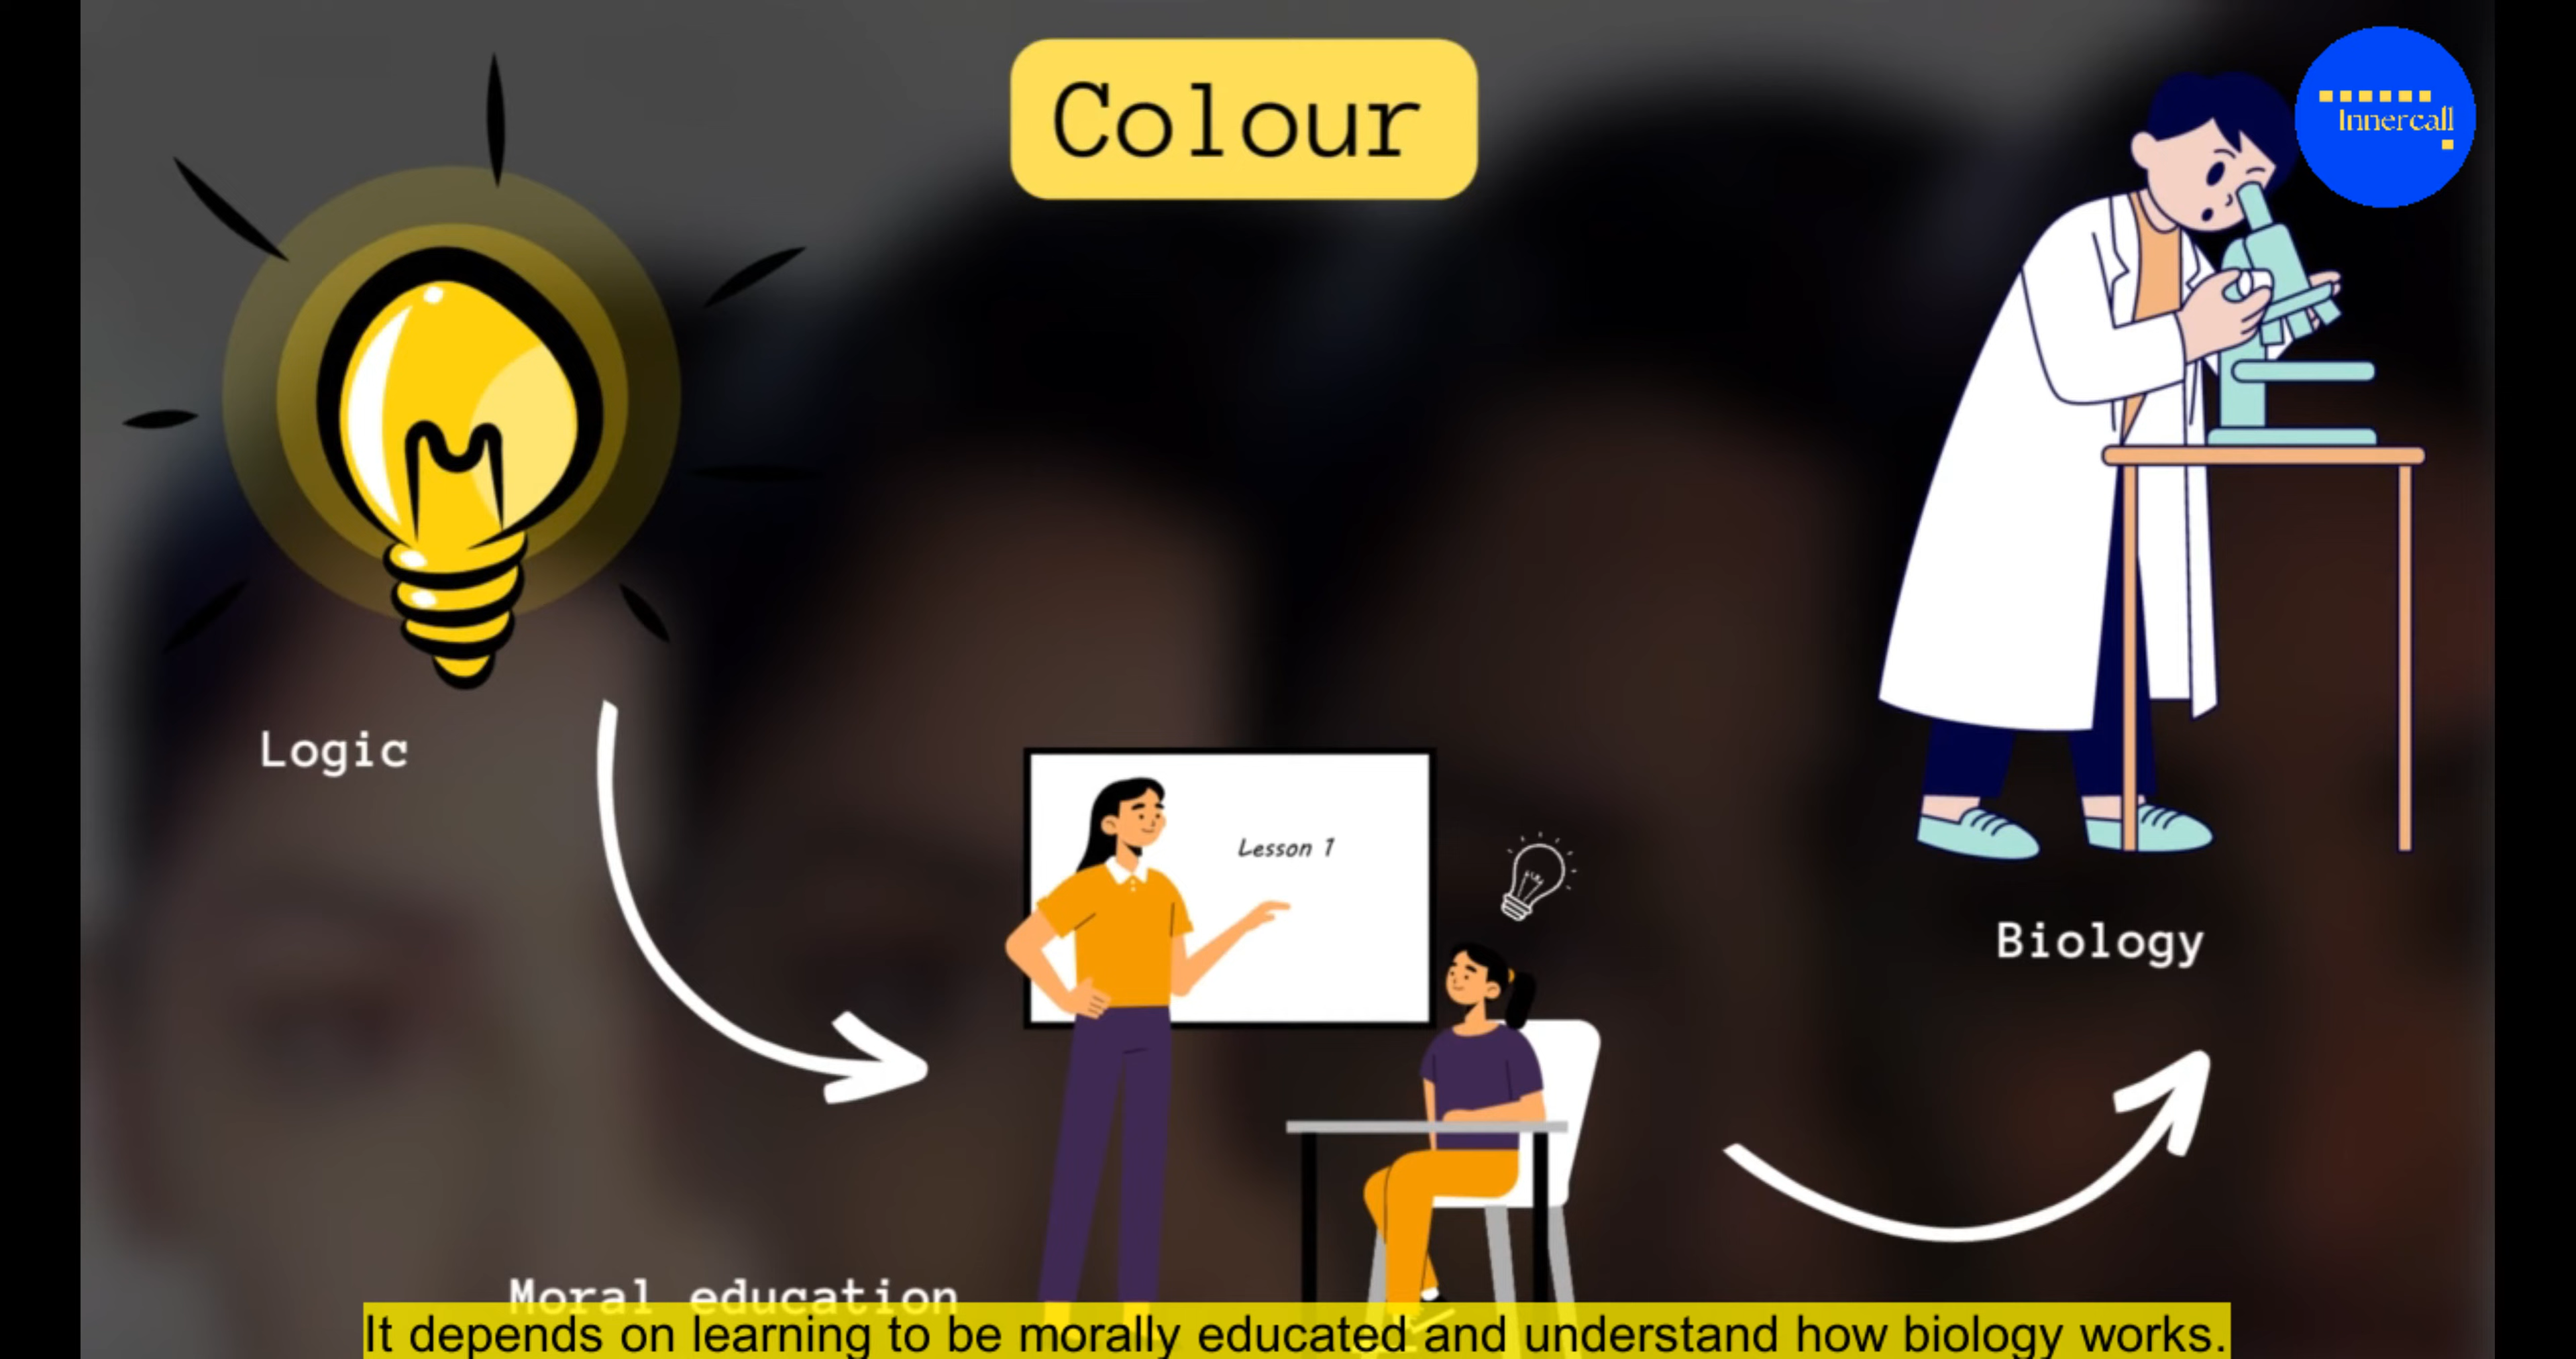 Colour
Innercall
Logic
Lesson 1
Biology
Moral education
It depends on learning to be morally educated and understand how biology works.